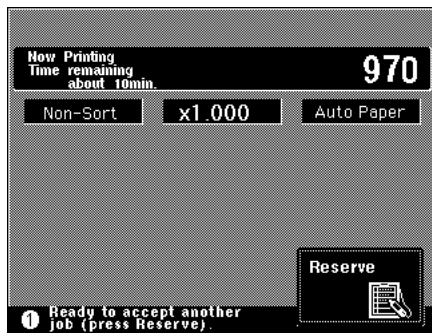 Now Printing
Time remaining
about 10min.
970
Non-Sort
x1.000
Auto Paper
Reserve
1 Ready to accept another
job (press Reserve).